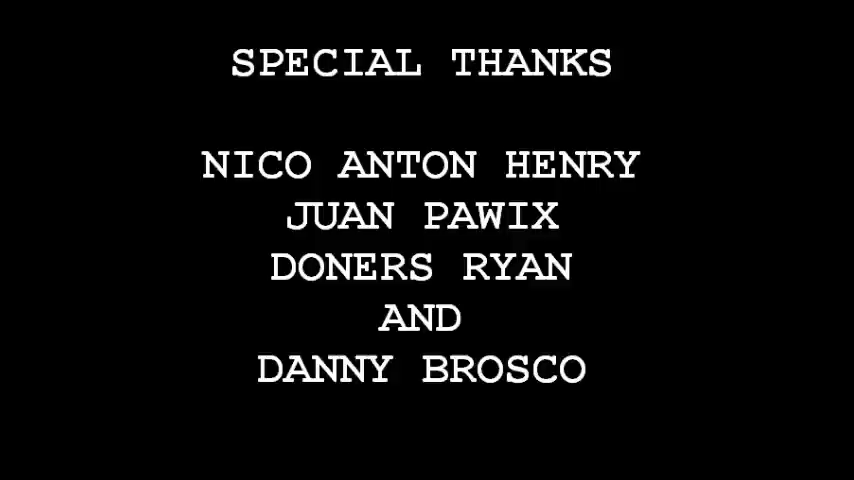 SPECIAL THANKS
NICO ANTON HENRY
JUAN PAWIX
DONERS RYAN
AND
DANNY BROSCO